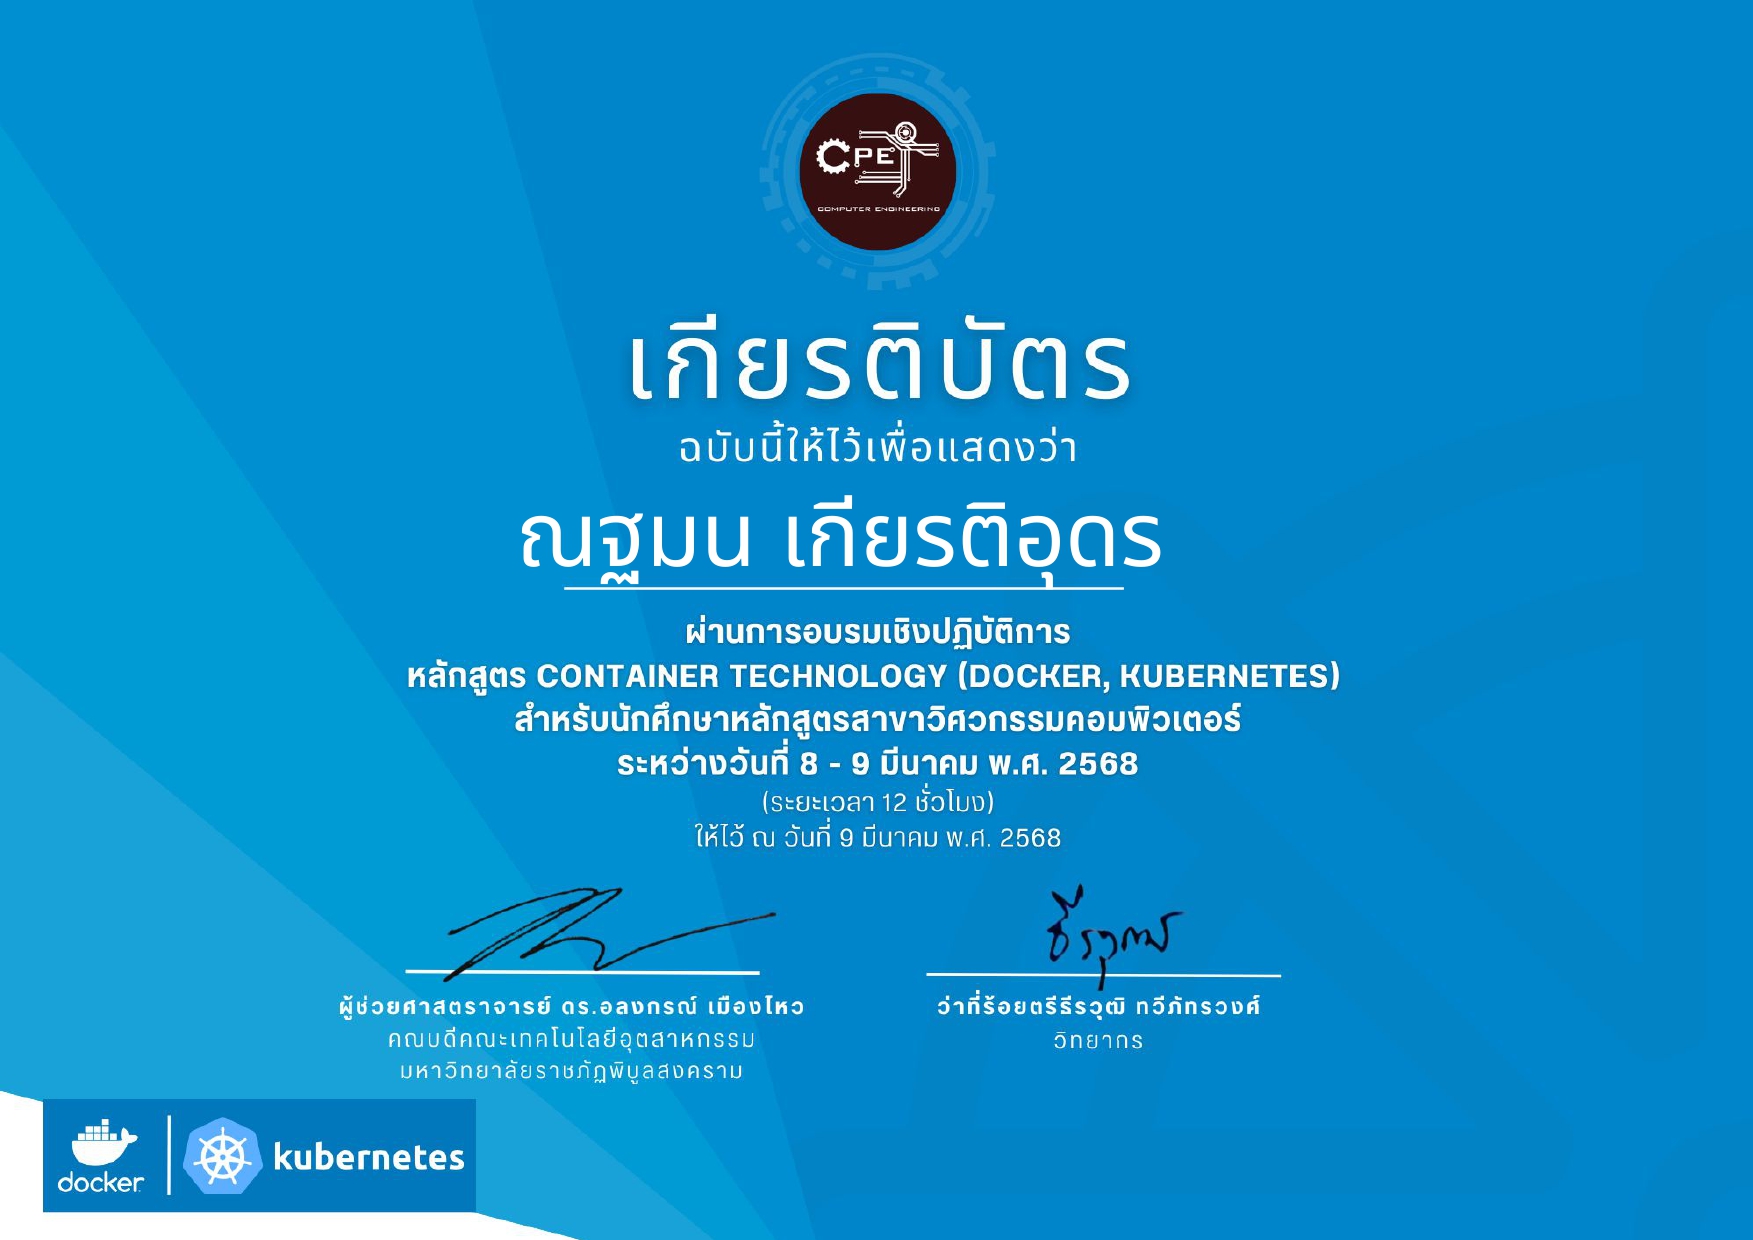 CPE
COMPUTER ENGINEERING
เกียรติบัตร
ฉบับนี้ให้ไว้เพื่อแสดงว่า
ณฐมน เกียรติอุดร
ผ่านการอบรมเชิงปฏิบัติการ
หลักสูตร CONTAINER TECHNOLOGY (DOCKER, KUBERNETES)
สำหรับนักศึกษาหลักสูตรสาขาวิศวกรรมคอมพิวเตอร์
ระหว่างวันที่ 8 - 9 มีนาคม พ.ศ. 2568
(ระยะเวลา 12 ชั่วโมง)
ให้ไว้ ณ วันที่ 9 มีนาคม พ.ศ. 2568
ผู้ช่วยศาสตราจารย์ ดร.อลงกรณ์ เมืองไหว
คณบดีคณะเทคโนโลยีอุตสาหกรรม
มหาวิทยาลัยราชภัฏพิบูลสงคราม
ธีรวุฒิ
ว่าที่ร้อยตรีธีรวุฒิ ทวีภัทรวงศ์
วิทยากร
docker
kubernetes